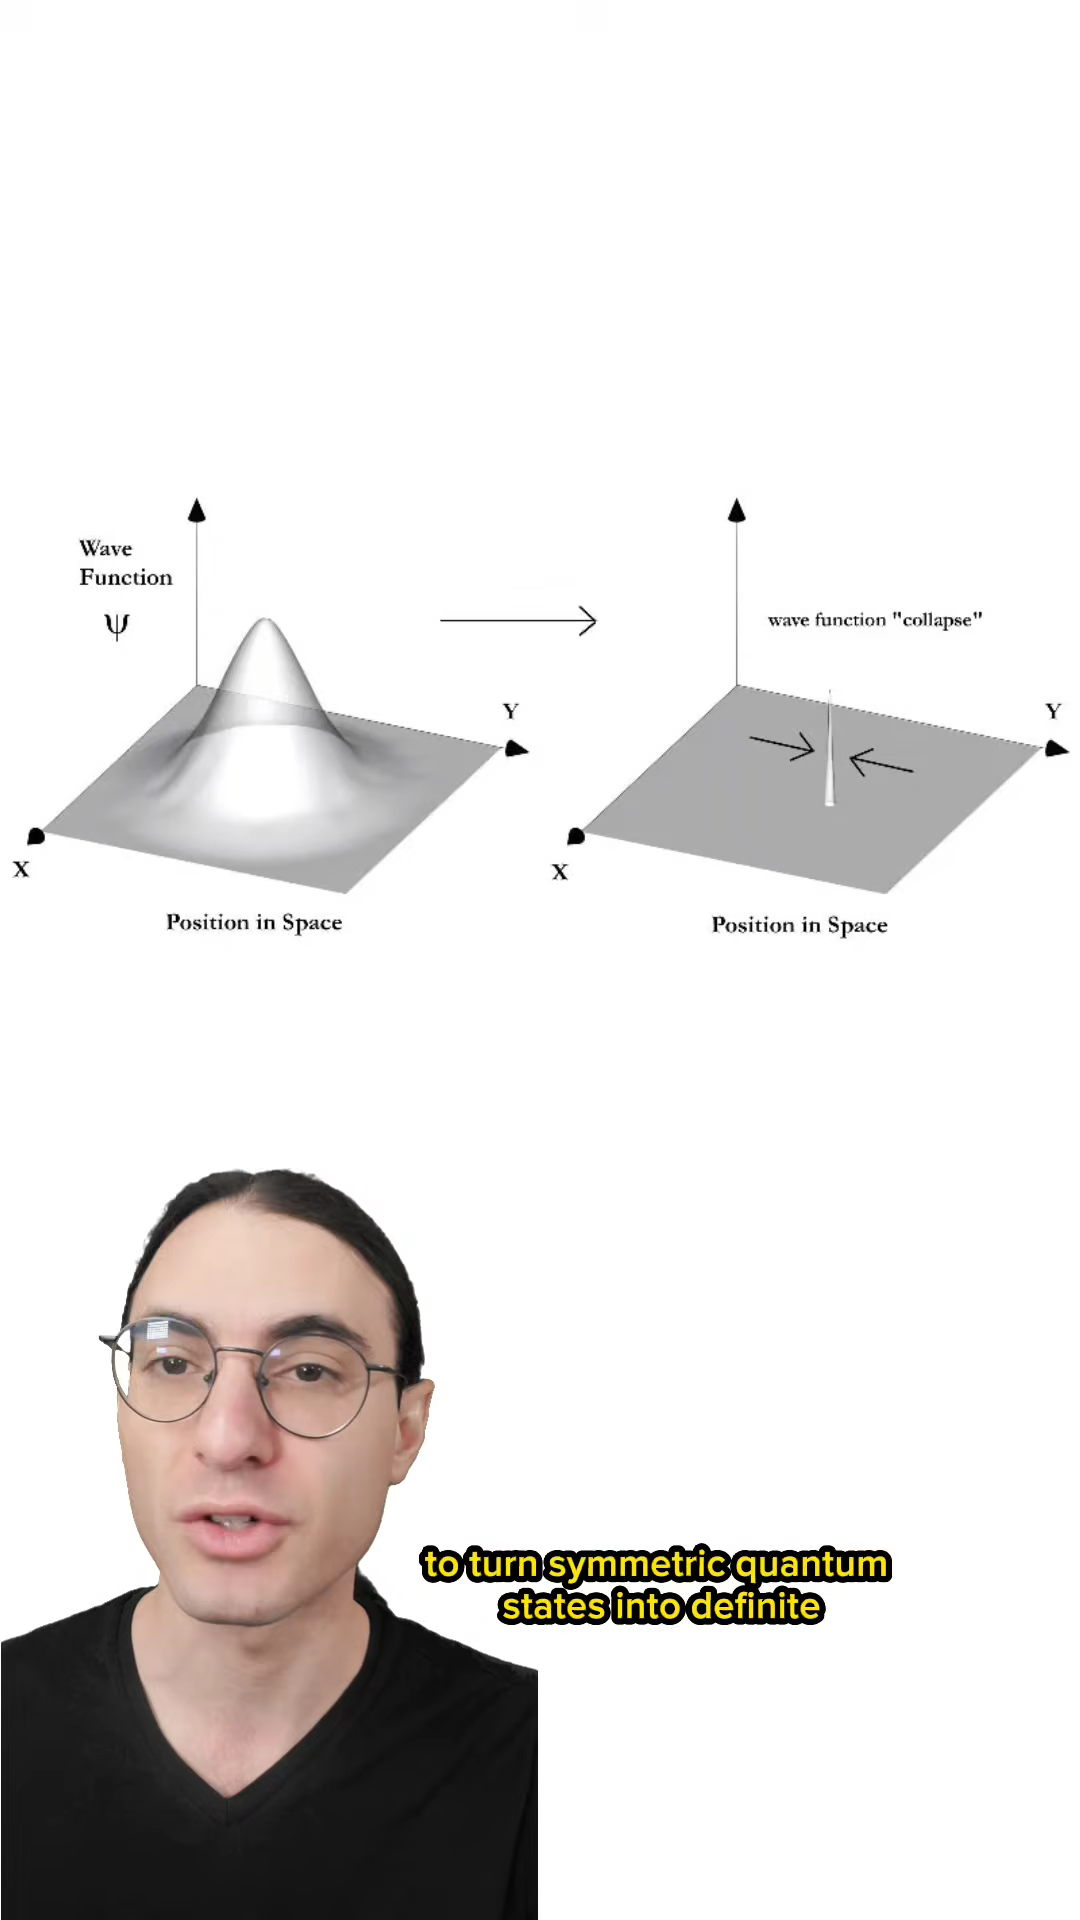 Wave
Function
Ψ
wave function "collapse"
Y
Y
X
X
Position in Space
Position in Space
to turn symmetric quantum
states into definite